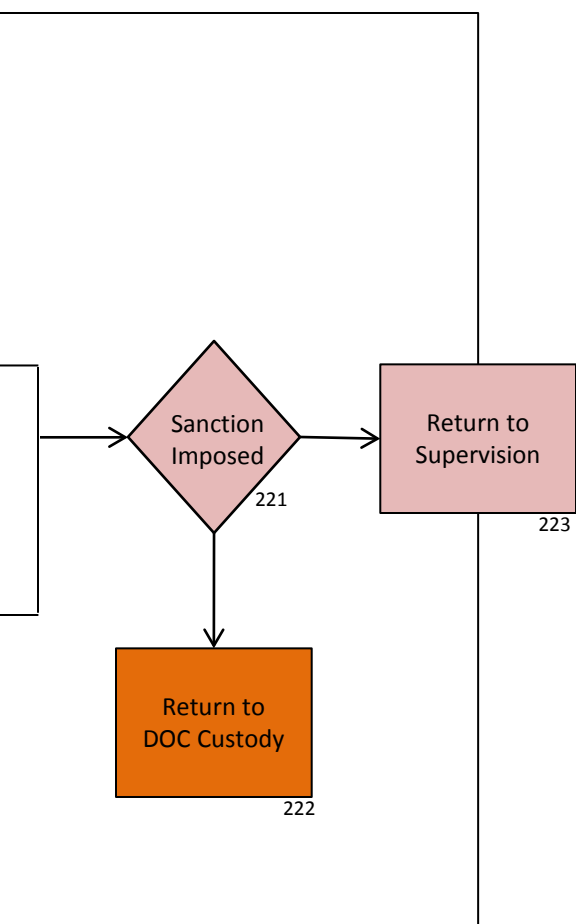 Sanction
Imposed
221
Return to
Supervision
223
Return to
DOC Custody
222